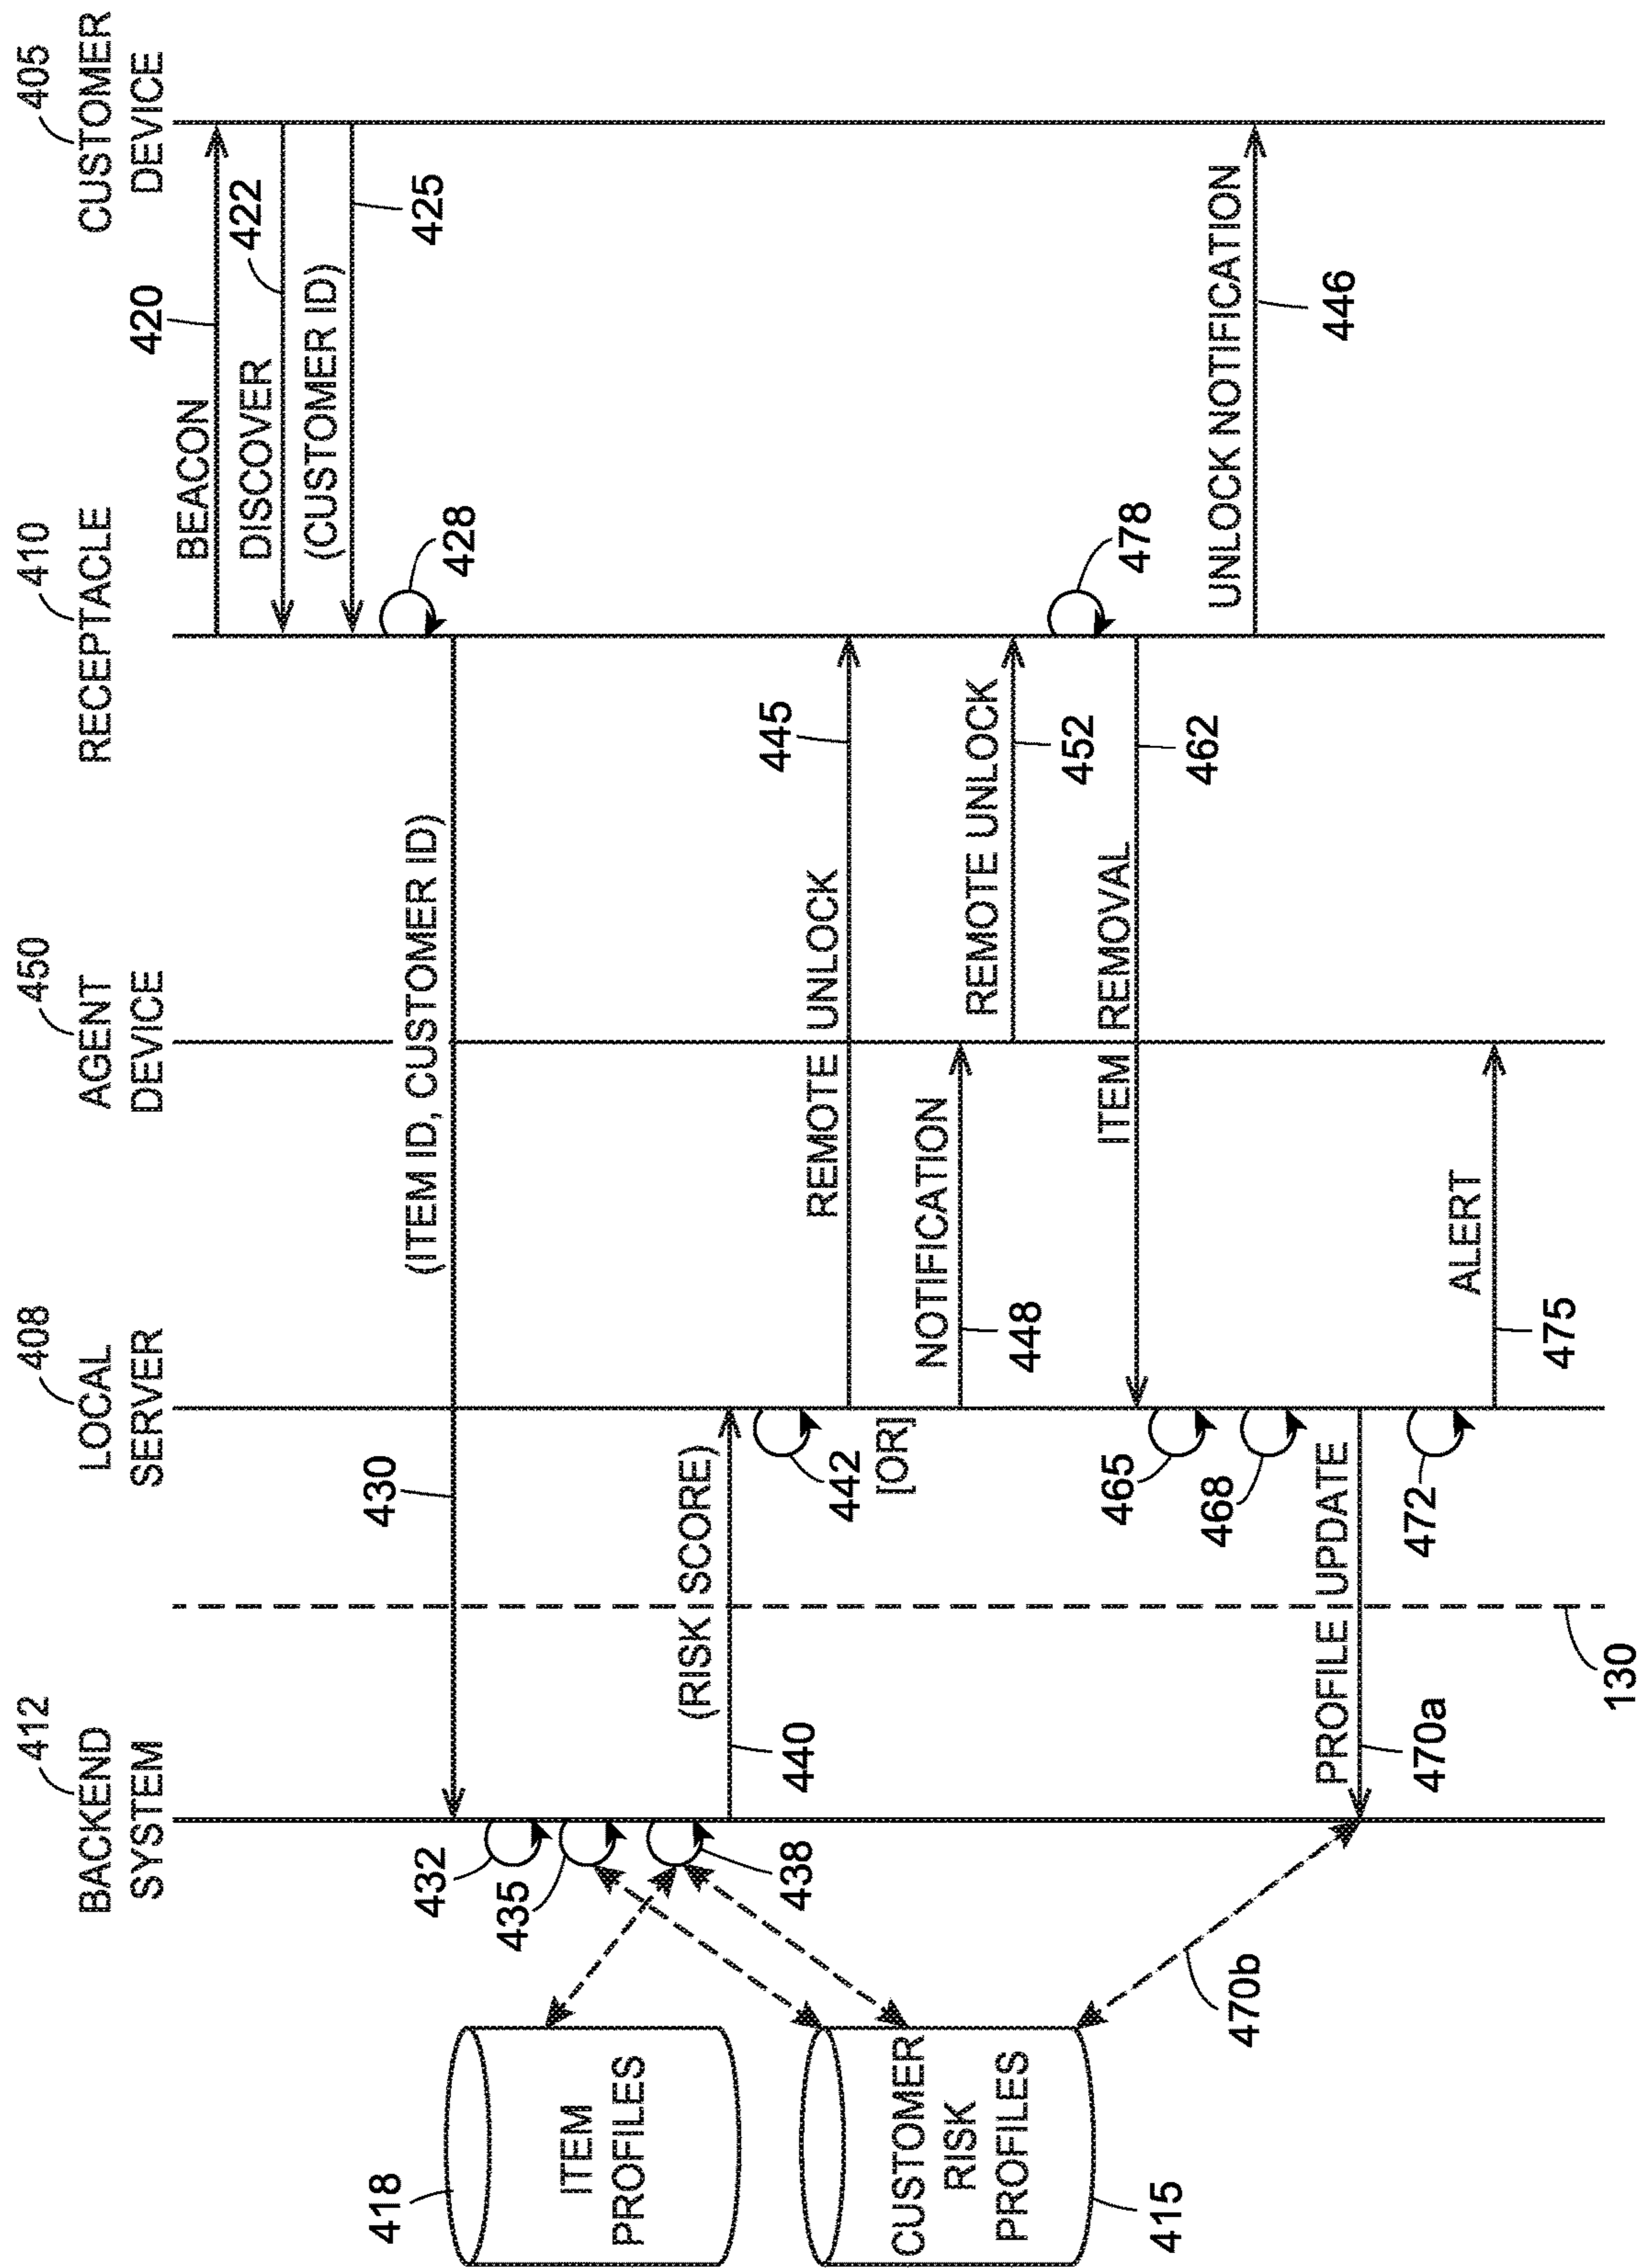 412
BACKEND
SYSTEM
408
LOCAL
SERVER
450
AGENT
DEVICE
410
RECEPTACLE
405
CUSTOMER
DEVICE
BEACON
420
DISCOVER
422
(CUSTOMER ID)
425
428
(ITEM ID, CUSTOMER ID)
430
432
435
438
418
ITEM
PROFILES
(RISK SCORE)
440
442
REMOTE UNLOCK
445
[OR]
NOTIFICATION
448
REMOTE UNLOCK
452
CUSTOMER
RISK
PROFILES
415
478
ITEM REMOVAL
462
465
468
UNLOCK NOTIFICATION
446
PROFILE UPDATE
470a
470b
472
ALERT
475
130